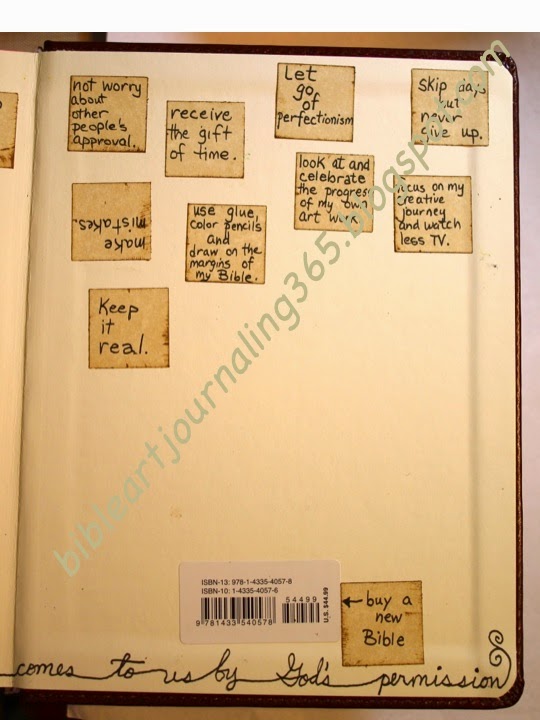 not worry
about
other
people's
approval.
receive
the gift
of time.
Let
go
of
perfectionism
Skip days
but
never
give up.
make
mistakes.
use glue,
color pencils
and
draw on the
margins of
my Bible.
look at and
celebrate
the progress
of my own
art work.
focus on my
creative
journey
and watch
less TV.
Keep
it
real.
bibleartjournaling365.blogspot.com
ISBN-13: 978-1-4335-4057-8
ISBN-10: 1-4335-4057-6
54499
9 781433 540578
U.S. $44.99
← buy a
new
Bible
comes to us by God's permission